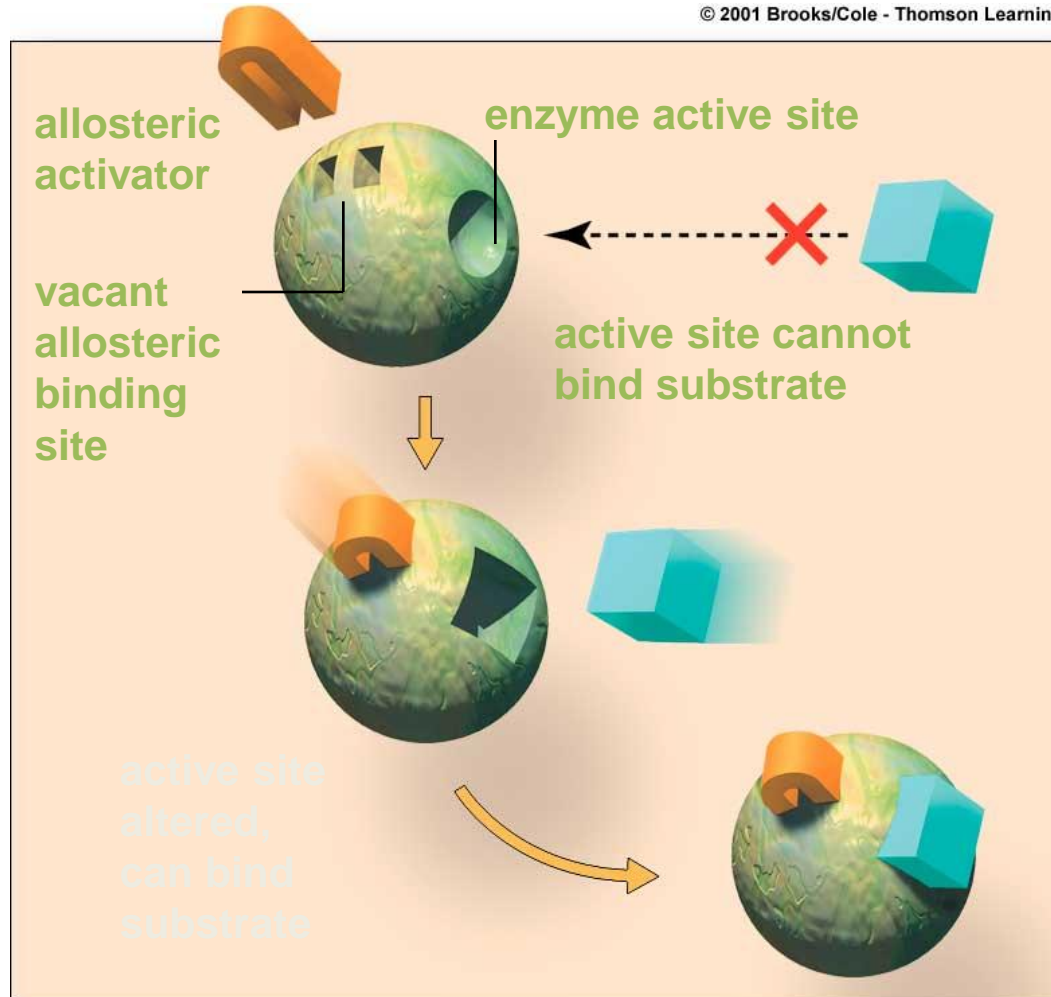 © 2001 Brooks/Cole - Thomson Learnin
allosteric
activator
enzyme active site
vacant
allosteric
binding
site
active site cannot
bind substrate
active site
altered,
can bind
substrate